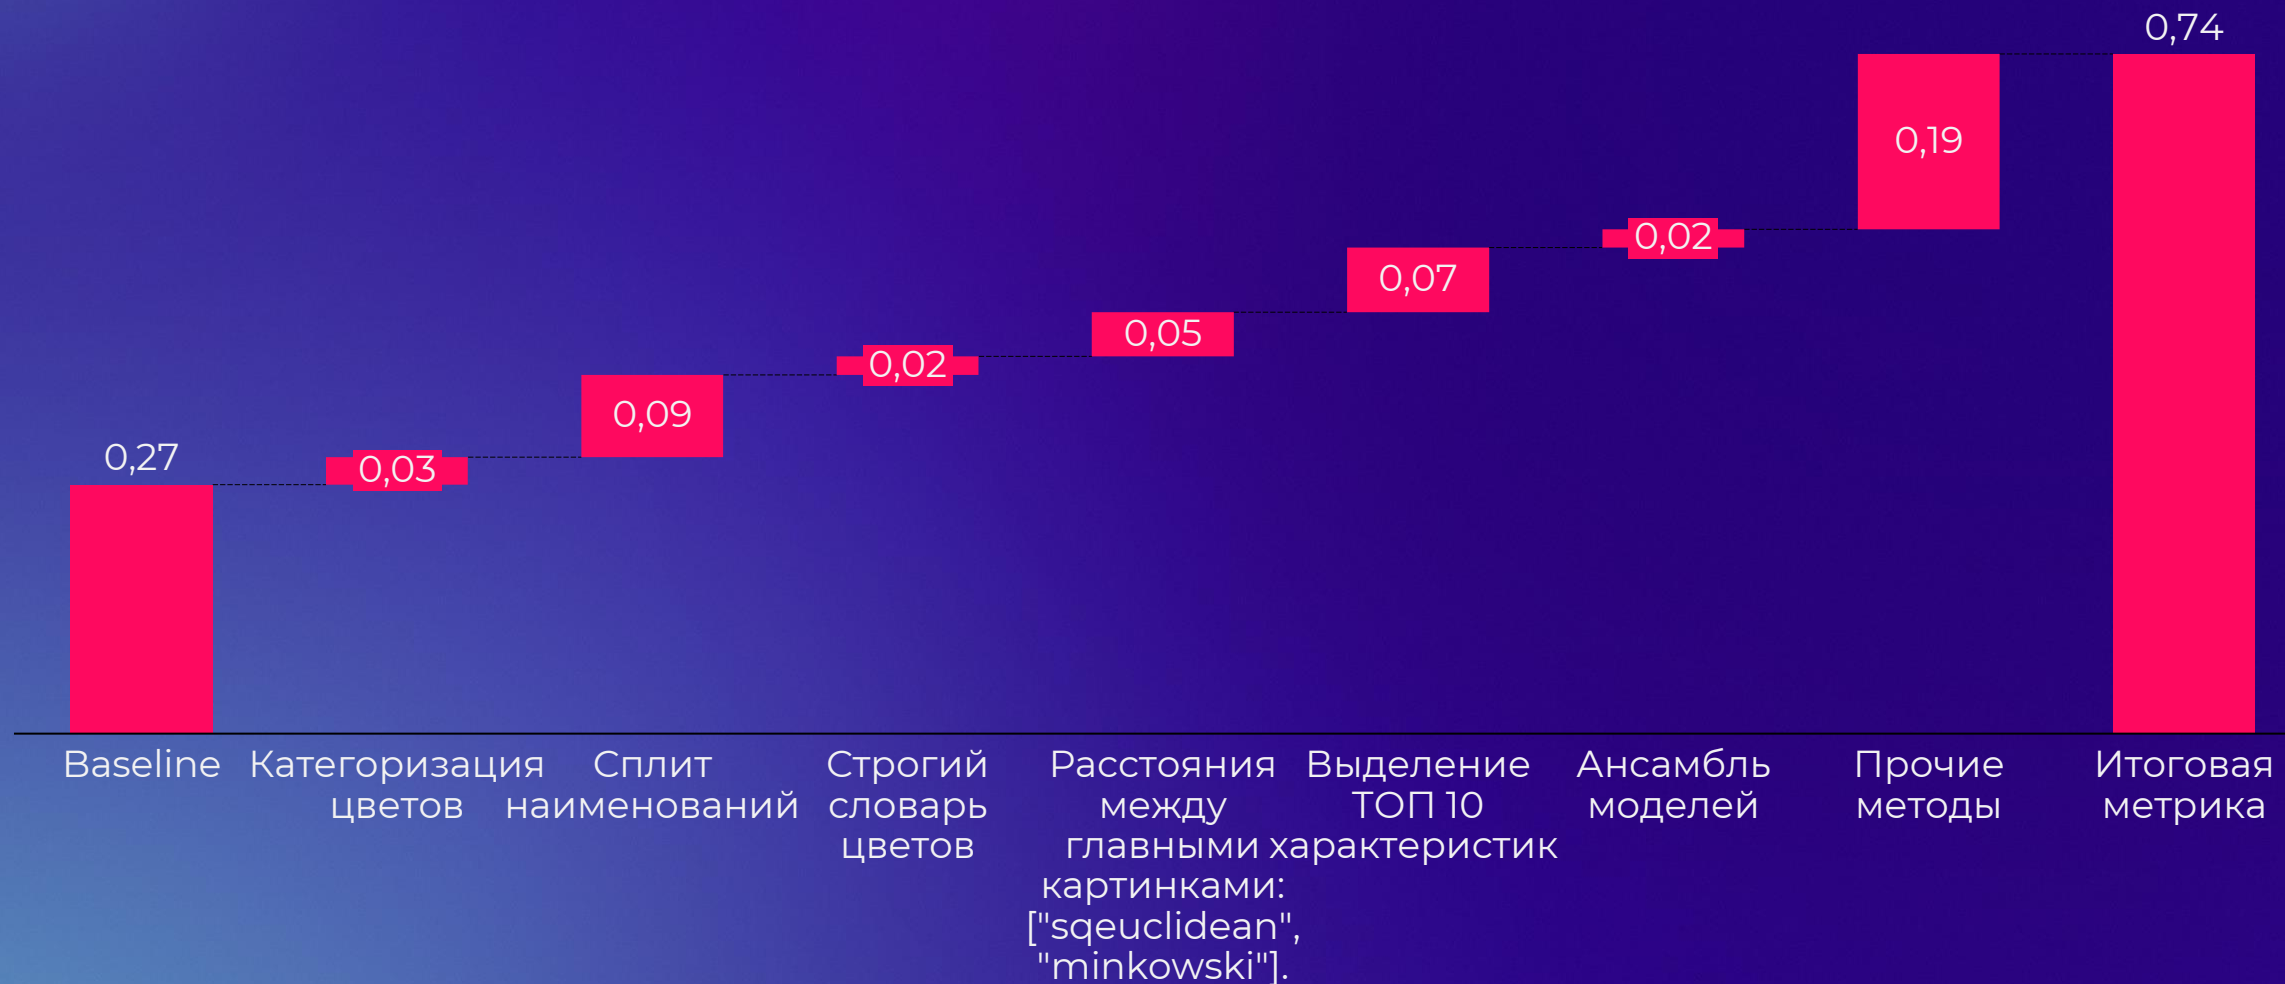 0,74
0,19
0,02
0,07
0,05
0,02
0,09
0,27
0,03
Baseline
Категоризация
цветов
Сплит
наименований
Строгий
словарь
цветов
Расстояния
между
главными
картинками:
["sqeuclidean",
"minkowski"].
Выделение
ТОП 10
характеристик
Ансамбль
моделей
Прочие
методы
Итоговая
метрика